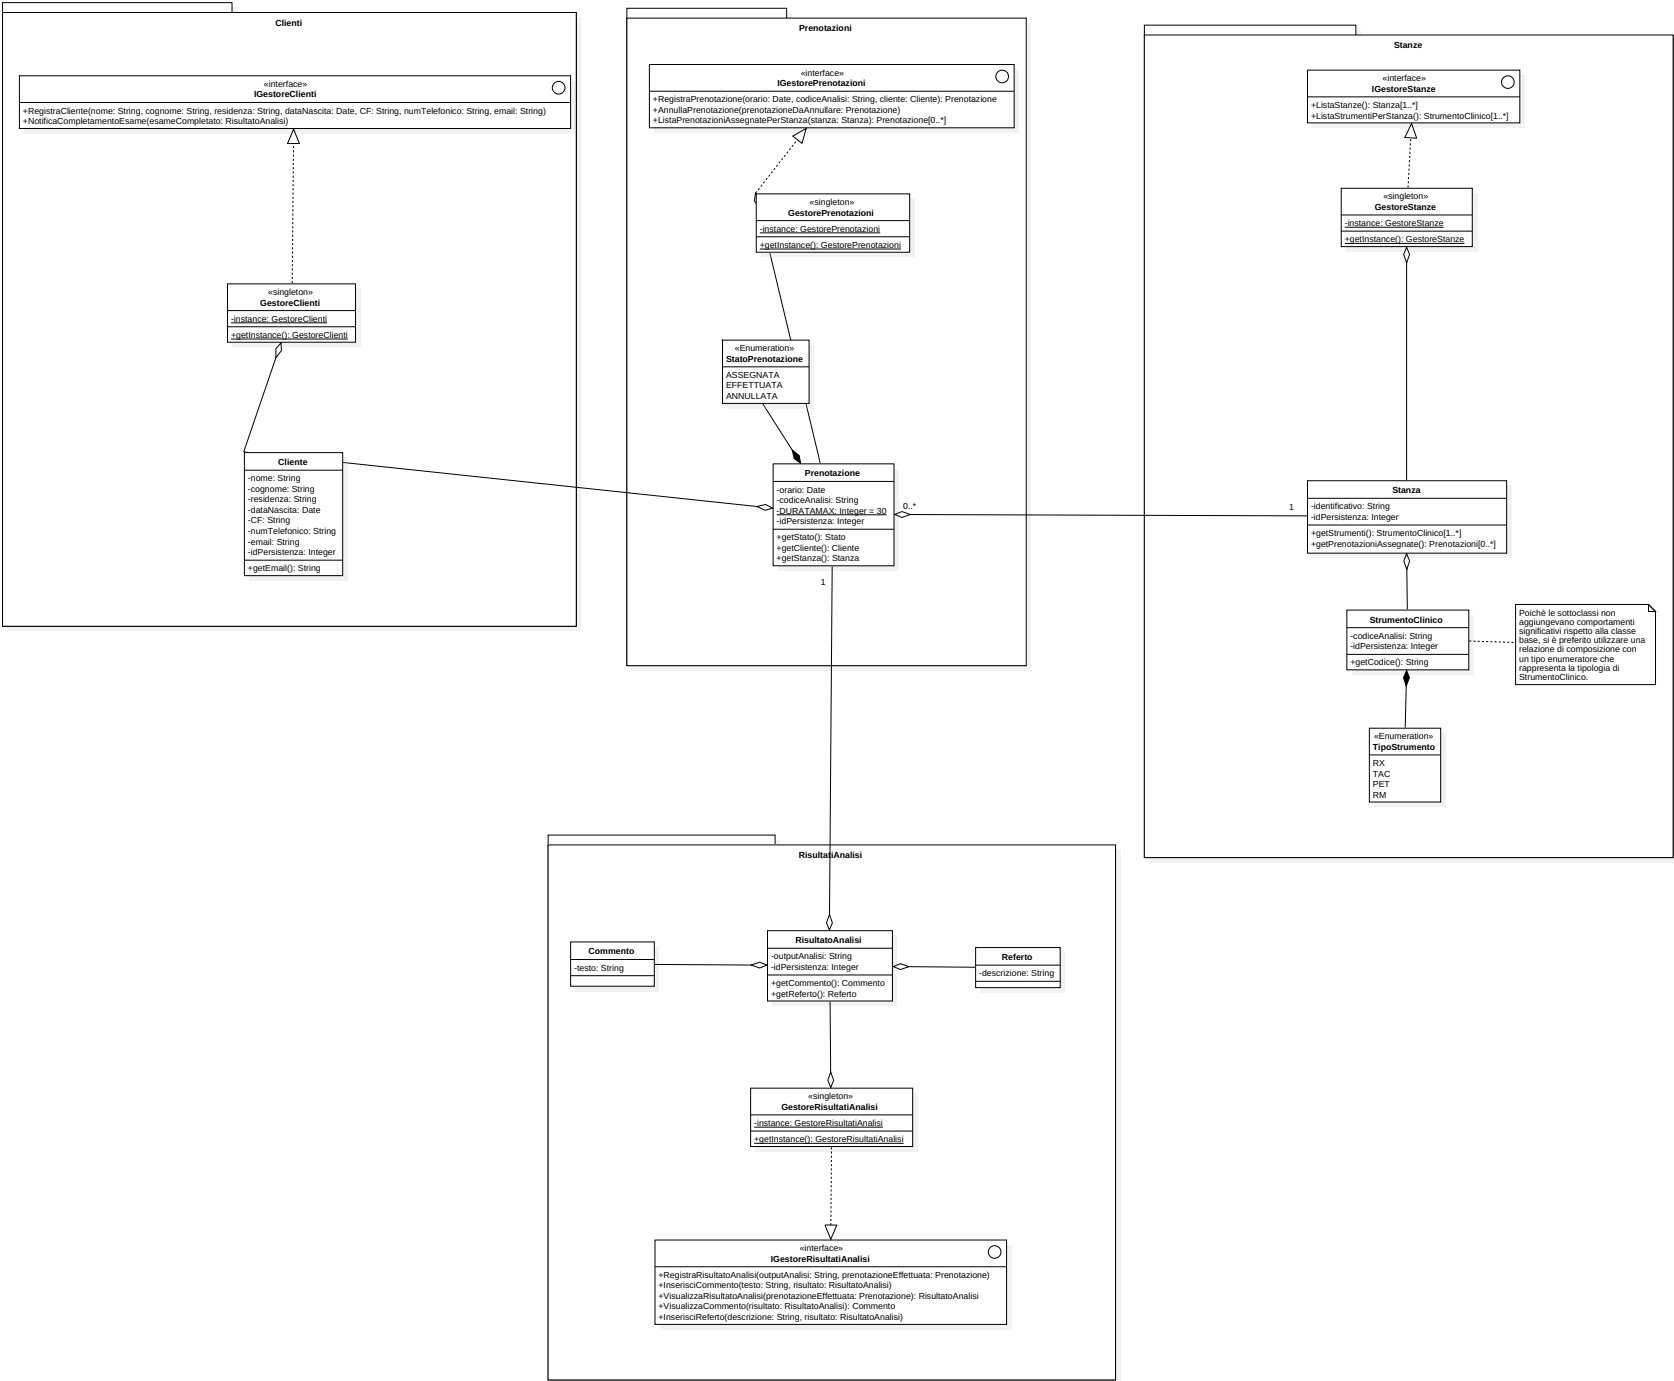 Clienti
«interface»
IGestoreClienti
+RegistraCliente(nome: String, cognome: String, residenza: String, dataNascita: Date, CF: String, numTelefonico: String, email: String)
+NotificaCompletamentoEsame(esameCompletato: RisultatoAnalisi)
«singleton»
GestoreClienti
-instance: GestoreClienti
+getInstance(): GestoreClienti
Cliente
-nome: String
-cognome: String
-residenza: String
-dataNascita: Date
-CF: String
-numTelefonico: String
-email: String
-idPersistenza: Integer
+getEmail(): String
Prenotazioni
«interface»
IGestorePrenotazioni
+RegistraPrenotazione(orario: Date, codiceAnalisi: String, cliente: Cliente): Prenotazione
+AnnullaPrenotazione(prenotazioneDaAnnullare: Prenotazione)
+ListaPrenotazioniAssegnatePerStanza(stanza: Stanza): Prenotazione[0..*]
«singleton»
GestorePrenotazioni
-instance: GestorePrenotazioni
+getInstance(): GestorePrenotazioni
«Enumeration»
StatoPrenotazione
ASSEGNATA
EFFETTUATA
ANNULLATA
Prenotazione
-orario: Date
-codiceAnalisi: String
-DURATAMAX: Integer = 30
-idPersistenza: Integer
+getStato(): Stato
+getCliente(): Cliente
+getStanza(): Stanza
0..*
1
1
Stanze
«interface»
IGestoreStanze
+ListaStanze(): Stanza[1..*]
+ListaStrumentiPerStanza(): StrumentoClinico[1..*]
«singleton»
GestoreStanze
-instance: GestoreStanze
+getInstance(): GestoreStanze
Stanza
-identificativo: String
-idPersistenza: Integer
+getStrumenti(): StrumentoClinico[1..*]
+getPrenotazioniAssegnate(): Prenotazioni[0..*]
StrumentoClinico
-codiceAnalisi: String
-idPersistenza: Integer
+getCodice(): String
Poichè le sottoclassi non
aggiungevano comportamenti
significativi rispetto alla classe
base, si è preferito utilizzare una
relazione di composizione con
un tipo enumeratore che
rappresenta la tipologia di
StrumentoClinico.
«Enumeration»
TipoStrumento
RX
TAC
PET
RM
RisultatiAnalisi
Commento
-testo: String
RisultatoAnalisi
-outputAnalisi: String
-idPersistenza: Integer
+getCommento(): Commento
+getReferto(): Referto
Referto
-descrizione: String
«singleton»
GestoreRisultatiAnalisi
-instance: GestoreRisultatiAnalisi
+getInstance(): GestoreRisultatiAnalisi
«interface»
IGestoreRisultatiAnalisi
+RegistraRisultatoAnalisi(outputAnalisi: String, prenotazioneEffettuata: Prenotazione)
+InserisciCommento(testo: String, risultato: RisultatoAnalisi)
+VisualizzaRisultatoAnalisi(prenotazioneEffettuata: Prenotazione): RisultatoAnalisi
+VisualizzaCommento(risultato: RisultatoAnalisi): Commento
+InserisciReferto(descrizione: String, risultato: RisultatoAnalisi)